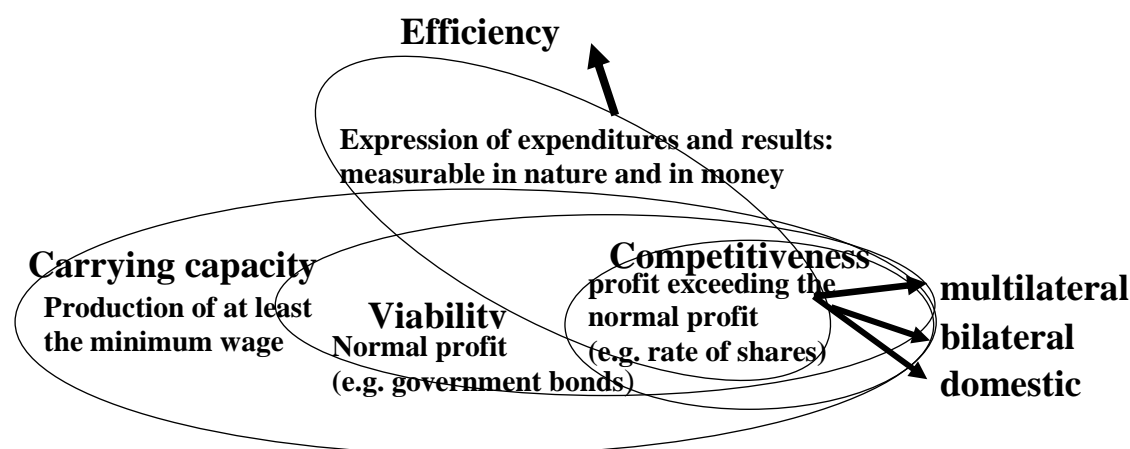 Efficiency
Expression of expenditures and results:
measurable in nature and in money
Carrying capacity
Production of at least
the minimum wage
Viability
Normal profit
(e.g. government bonds)
Competitiveness
profit exceeding the
normal profit
(e.g. rate of shares)
multilateral
bilateral
domestic